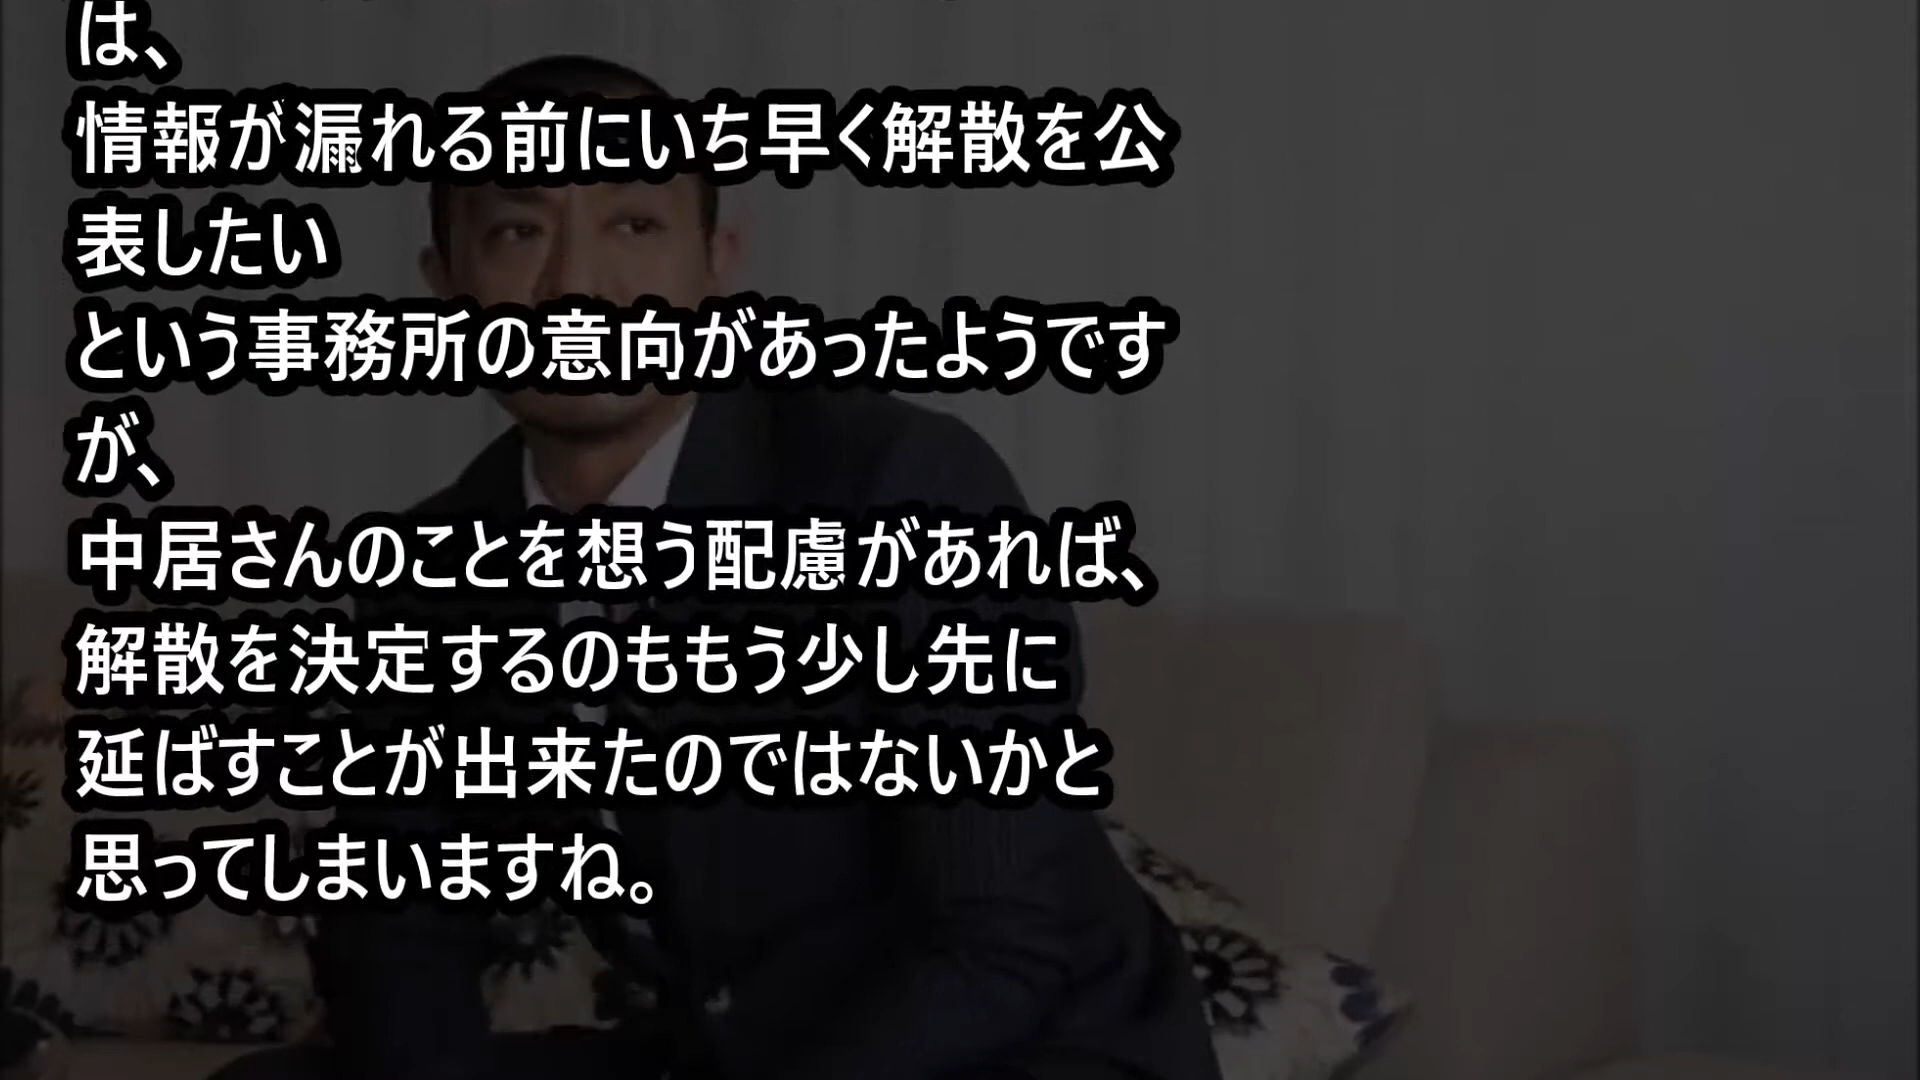 は、
情報が漏れる前にいち早く解散を公
表したい
という事務所の意向があったようです
が、
中居さんのことを想う配慮があれば、
解散を決定するのももう少し先に
延ばすことが出来たのではないかと
思ってしまいますね。